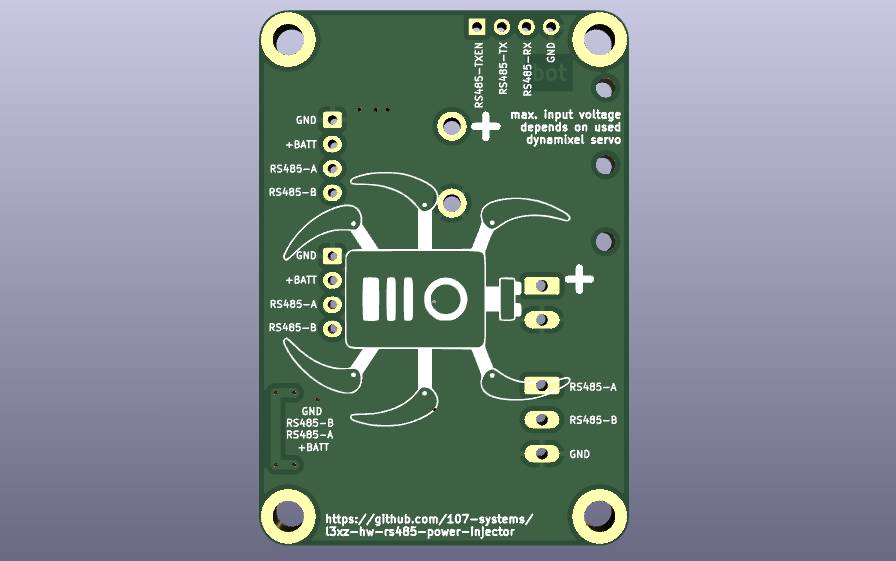 RS485-TXEN
RS485-TX
RS485-RX
GND
bot
max. input voltage
depends on used
dynamixel servo
GND
+BATT
RS485-A
RS485-B
+
GND
+BATT
RS485-A
RS485-B
+
RS485-A
RS485-B
GND
GND
RS485-B
RS485-A
+BATT
https://github.com/107-systems/
l3xz-hw-rs485-power-injector